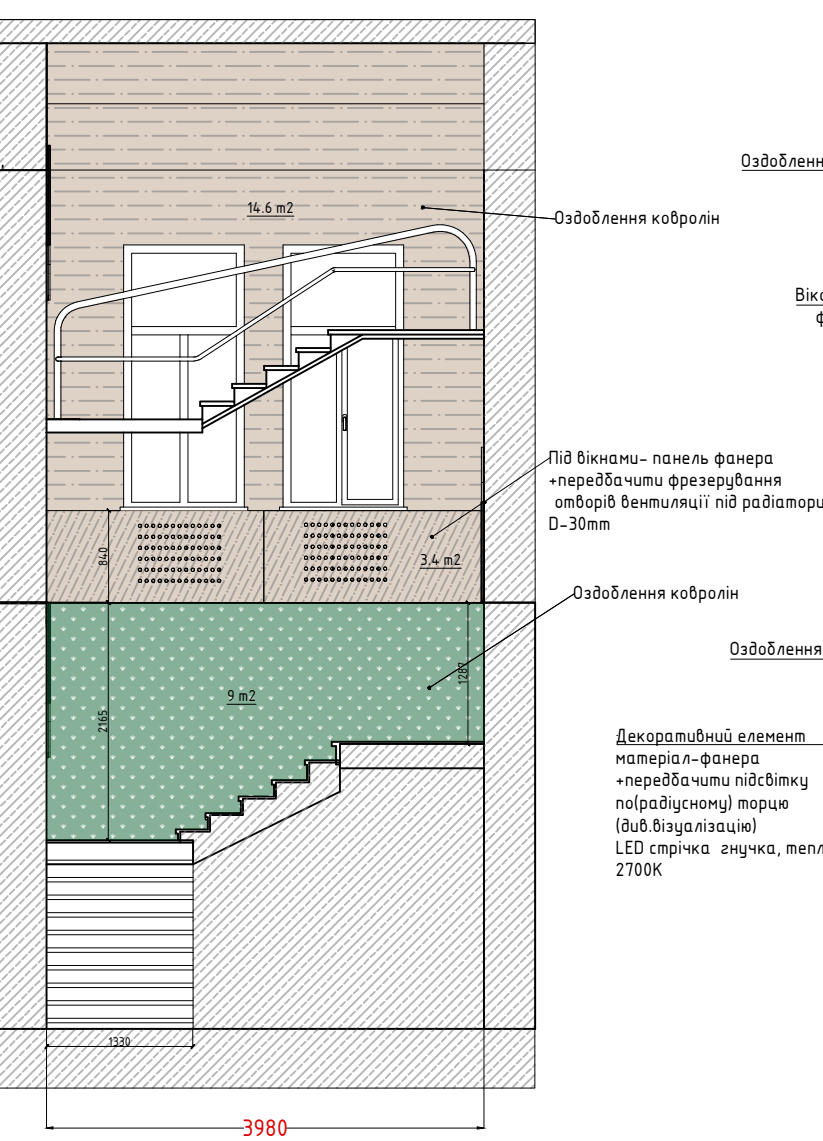 Оздобленн
14.6 m2
Оздоблення ковролін
Вік
Під вікнами- панель фанера
+передбачити фрезерування
отворів вентиляції під радіатори
D-30mm
840
3.4 m2
Оздоблення ковролін
1287
Оздоблення
9 m2
2165
Декоративний елемент
матеріал-фанера
+передбачити підсвітку
по(радіусному) торцю
(див.візуалізацію)
LED стрічка гнучка, тепл
2700K
1330
3980